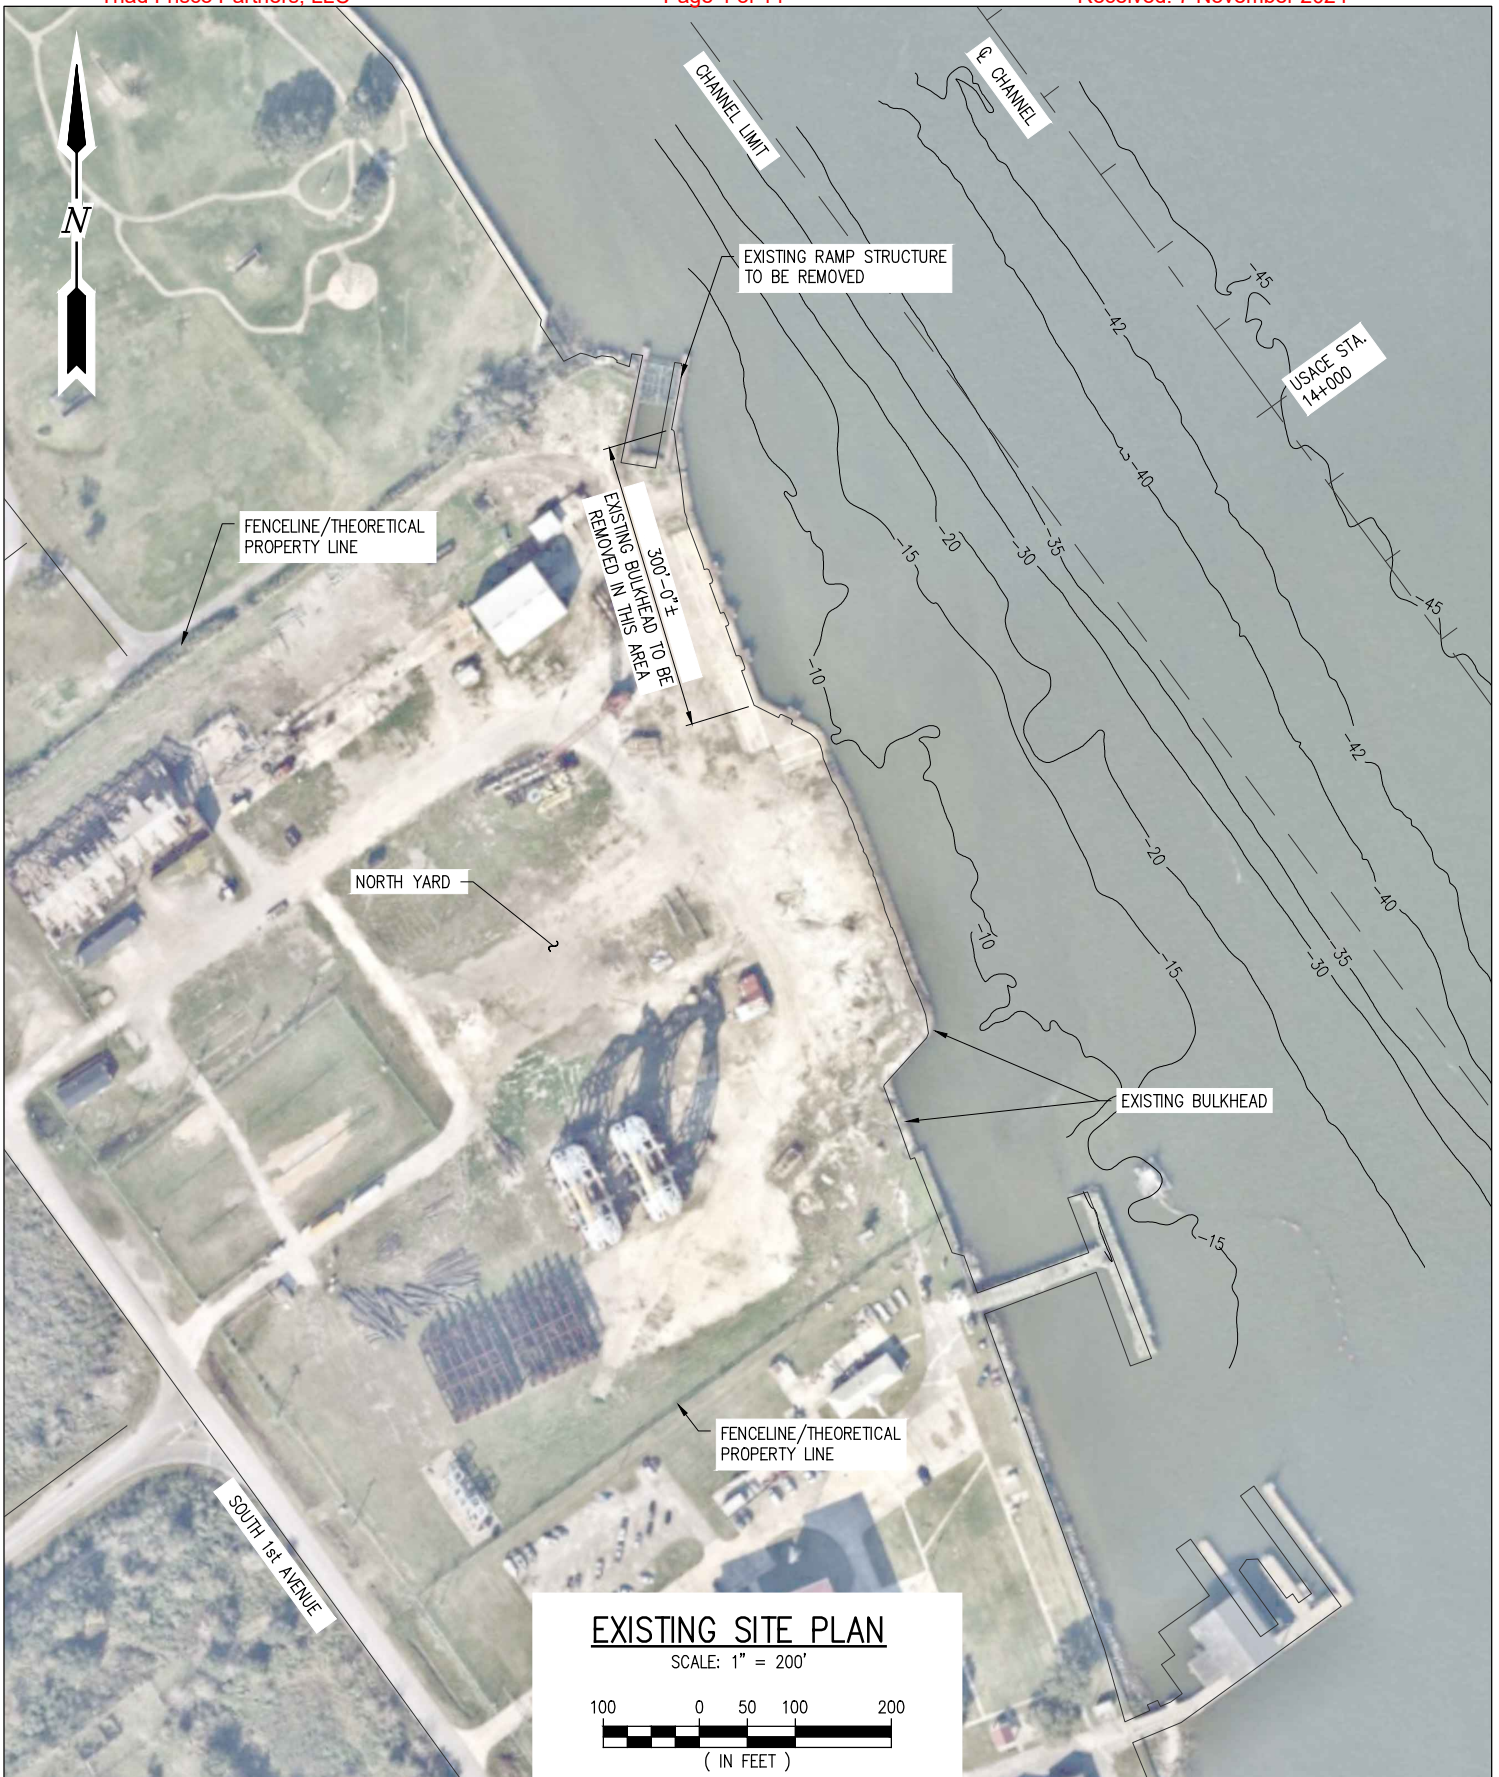 CHANNEL LIMIT
℄ CHANNEL
N
EXISTING RAMP STRUCTURE
TO BE REMOVED
-45
-42
USACE STA.
14+000
-40
FENCELINE/THEORETICAL
PROPERTY LINE
300'-0"±
EXISTING BULKHEAD TO BE
REMOVED IN THIS AREA
-15
-20
-30
-35
-45
-10
-42
-20
NORTH YARD
-40
-10
-15
-30
-35
EXISTING BULKHEAD
-15
FENCELINE/THEORETICAL
PROPERTY LINE
SOUTH 1st AVENUE
EXISTING SITE PLAN
SCALE: 1" = 200'
100 0 50 100 200
( IN FEET )